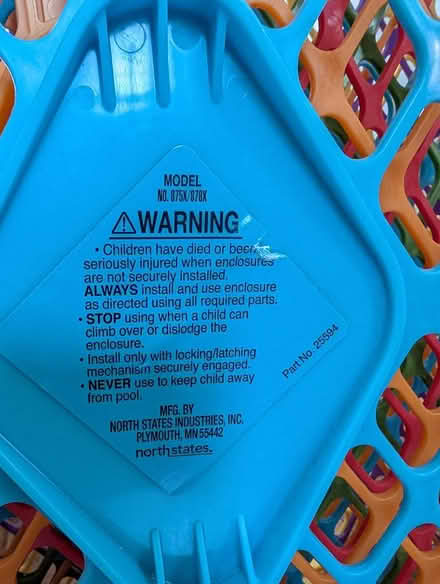 MODEL
NO. 875X/878X
⚠WARNING
• Children have died or been
seriously injured when enclosures
are not securely installed.
ALWAYS install and use enclosure
as directed using all required parts.
• STOP using when a child can
climb over or dislodge the
enclosure.
• Install only with locking/latching
mechanism securely engaged.
• NEVER use to keep child away
from pool.
Part No. 25594
MFG. BY
NORTH STATES INDUSTRIES, INC.
PLYMOUTH, MN 55442
northstates.